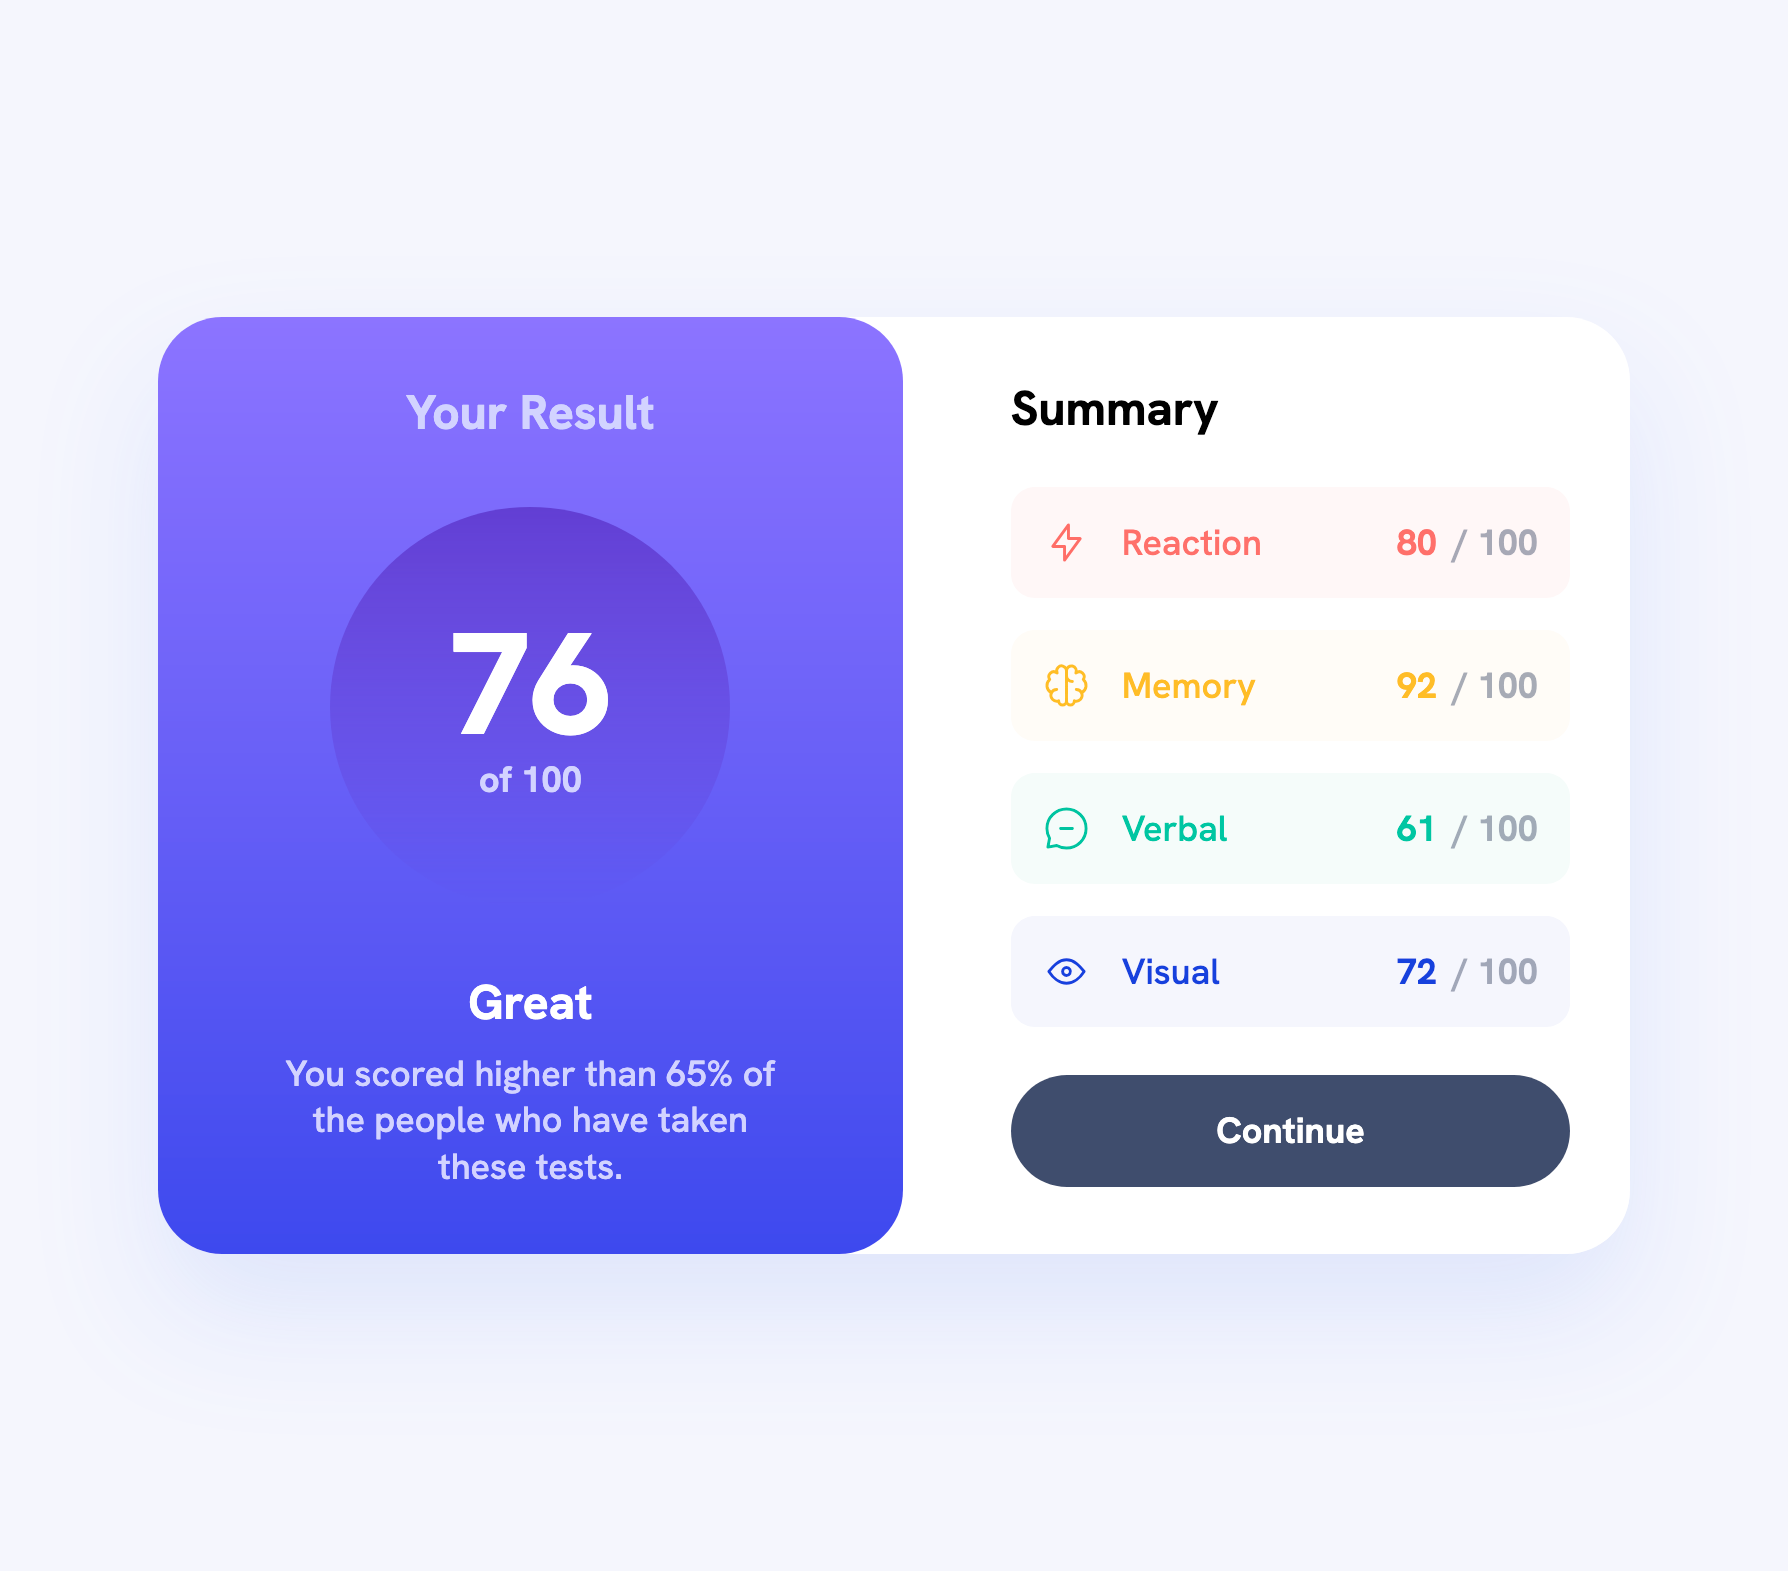 Your Result
76
of 100
Great
You scored higher than 65% of
the people who have taken
these tests.
Summary
Reaction 80 / 100
Memory 92 / 100
Verbal 61 / 100
Visual 72 / 100
Continue